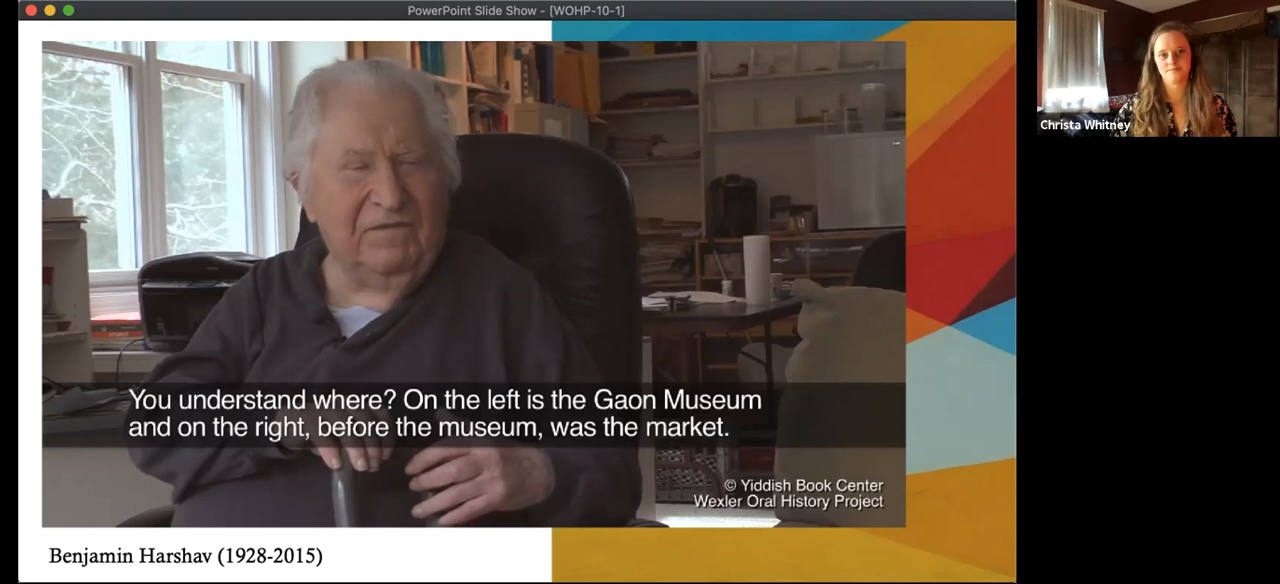 PowerPoint Slide Show - [WOHP-10-1]
Christa Whitney
You understand where? On the left is the Gaon Museum
and on the right, before the museum, was the market.
© Yiddish Book Center
Wexler Oral History Project
Benjamin Harshav (1928-2015)